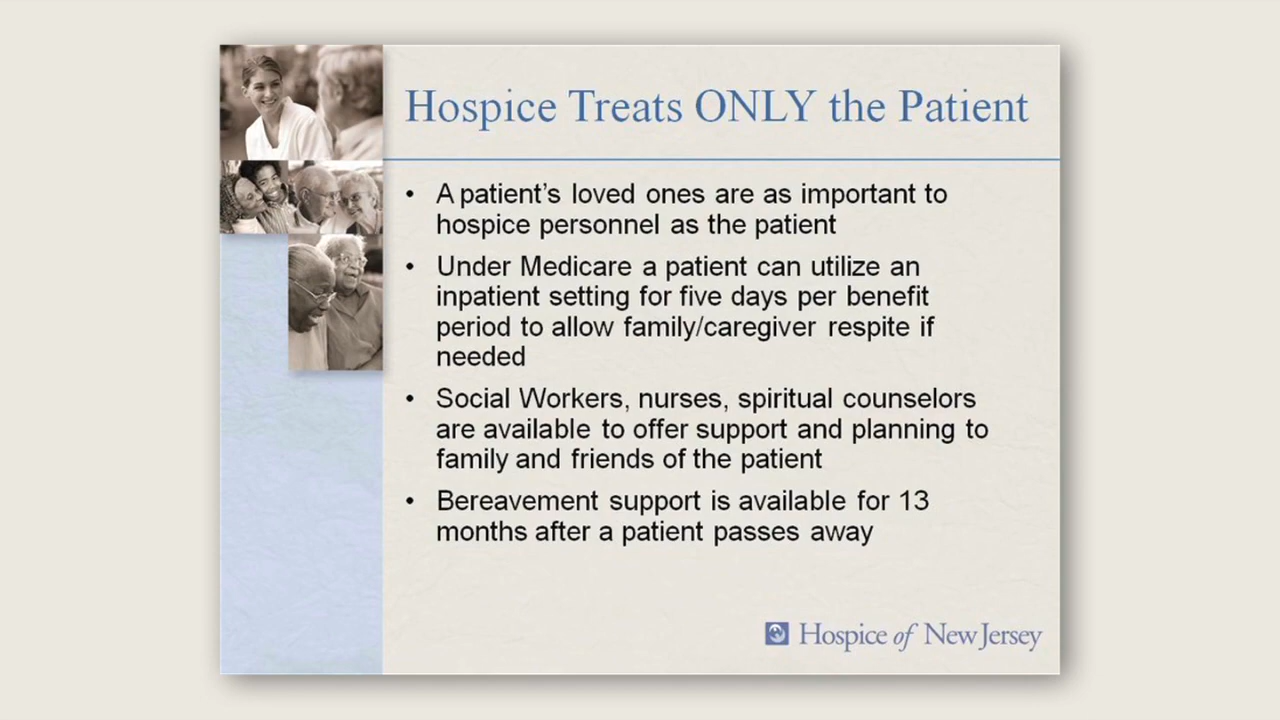 Hospice Treats ONLY the Patient
• A patient’s loved ones are as important to
hospice personnel as the patient
• Under Medicare a patient can utilize an
inpatient setting for five days per benefit
period to allow family/caregiver respite if
needed
• Social Workers, nurses, spiritual counselors
are available to offer support and planning to
family and friends of the patient
• Bereavement support is available for 13
months after a patient passes away
Hospice of New Jersey